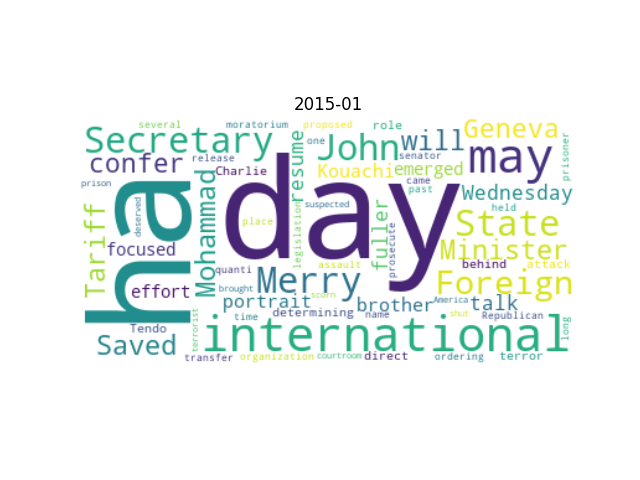 2015-01
several moratorium proposed role
Secretary John will Geneva
one senator may
confer release Charlie resume Kouachi emerged prisoner
ha day came past Wednesday
prison deserved Mohammad suspected held
Tariff place legislation fuller State
focused prosecute Minister
quanti assault behind attack
effort brought Merry Foreign
portrait scorn brother America talk
Tendo terrorist time determining name shut Republican long
Saved international
transfer organization courtroom direct ordering terror